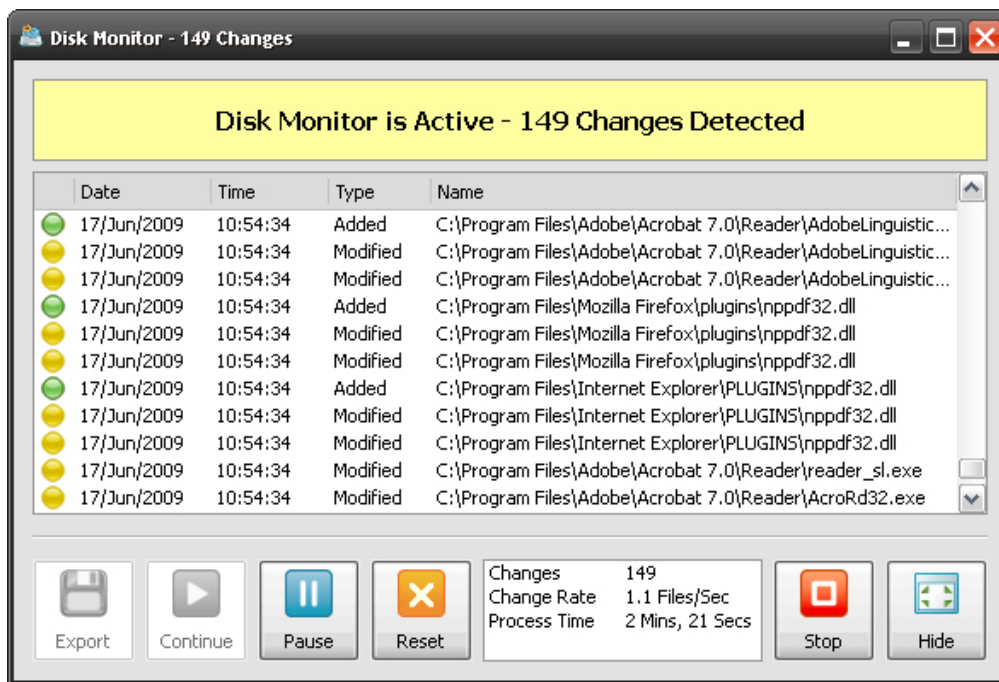 Disk Monitor - 149 Changes
Disk Monitor is Active - 149 Changes Detected
Date Time Type Name
17/Jun/2009 10:54:34 Added C:\Program Files\Adobe\Acrobat 7.0\Reader\AdobeLinguistic...
17/Jun/2009 10:54:34 Modified C:\Program Files\Adobe\Acrobat 7.0\Reader\AdobeLinguistic...
17/Jun/2009 10:54:34 Modified C:\Program Files\Adobe\Acrobat 7.0\Reader\AdobeLinguistic...
17/Jun/2009 10:54:34 Added C:\Program Files\Mozilla Firefox\plugins\nppdf32.dll
17/Jun/2009 10:54:34 Modified C:\Program Files\Mozilla Firefox\plugins\nppdf32.dll
17/Jun/2009 10:54:34 Modified C:\Program Files\Mozilla Firefox\plugins\nppdf32.dll
17/Jun/2009 10:54:34 Added C:\Program Files\Internet Explorer\PLUGINS\nppdf32.dll
17/Jun/2009 10:54:34 Modified C:\Program Files\Internet Explorer\PLUGINS\nppdf32.dll
17/Jun/2009 10:54:34 Modified C:\Program Files\Internet Explorer\PLUGINS\nppdf32.dll
17/Jun/2009 10:54:34 Modified C:\Program Files\Adobe\Acrobat 7.0\Reader\reader_sl.exe
17/Jun/2009 10:54:34 Modified C:\Program Files\Adobe\Acrobat 7.0\Reader\AcroRd32.exe
Changes 149
Change Rate 1.1 Files/Sec
Process Time 2 Mins, 21 Secs
Export Continue Pause Reset Stop Hide